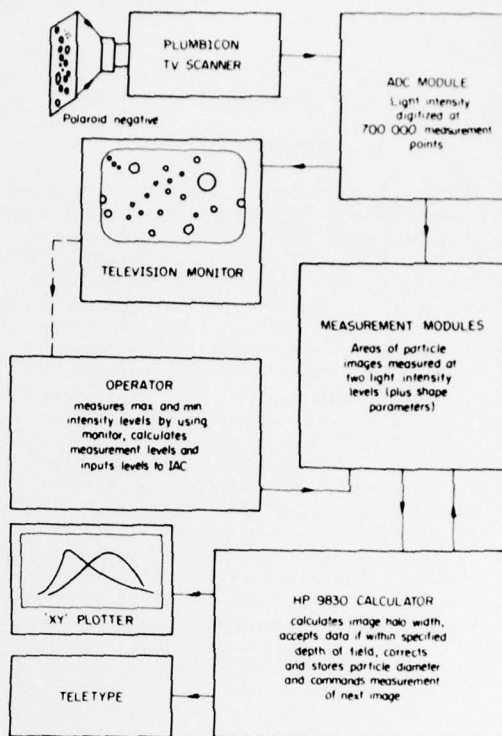 PLUMBICON
TV SCANNER
Polaroid negative
ADC MODULE
Light intensity
digitized at
700 000 measurement
points
TELEVISION MONITOR
MEASUREMENT MODULES
Areas of particle
images measured at
two light intensity
levels (plus shape
parameters)
OPERATOR
measures max and min
intensity levels by using
monitor, calculates
measurement levels and
inputs levels to IAC
'XY' PLOTTER
HP 9830 CALCULATOR
calculates image halo width,
accepts data if within specified
depth of field, corrects
and stores particle diameter
and commands measurement
of next image
TELETYPE